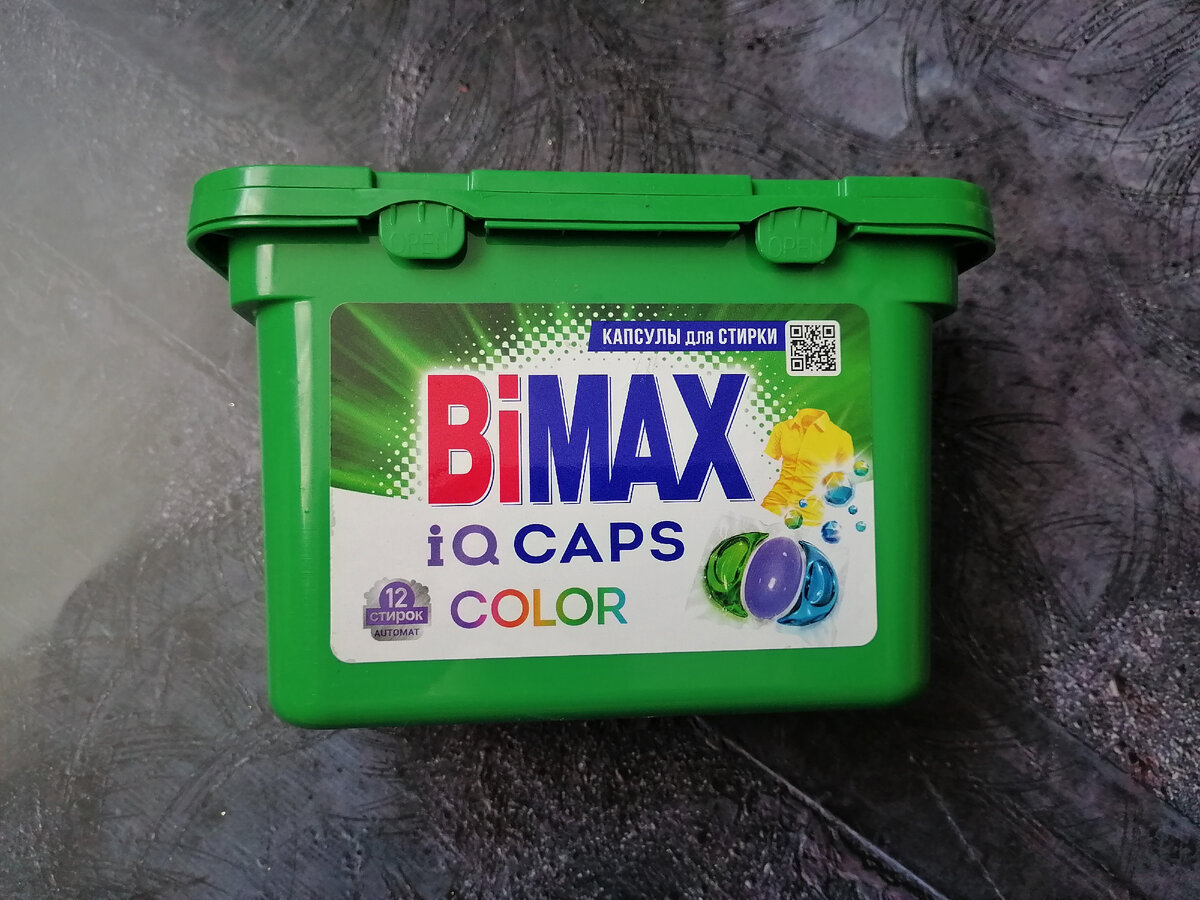 OPEN
OPEN
КАПСУЛЫ для СТИРКИ
BiMAX
iQ CAPS
COLOR
12
стирок
AUTOMAT